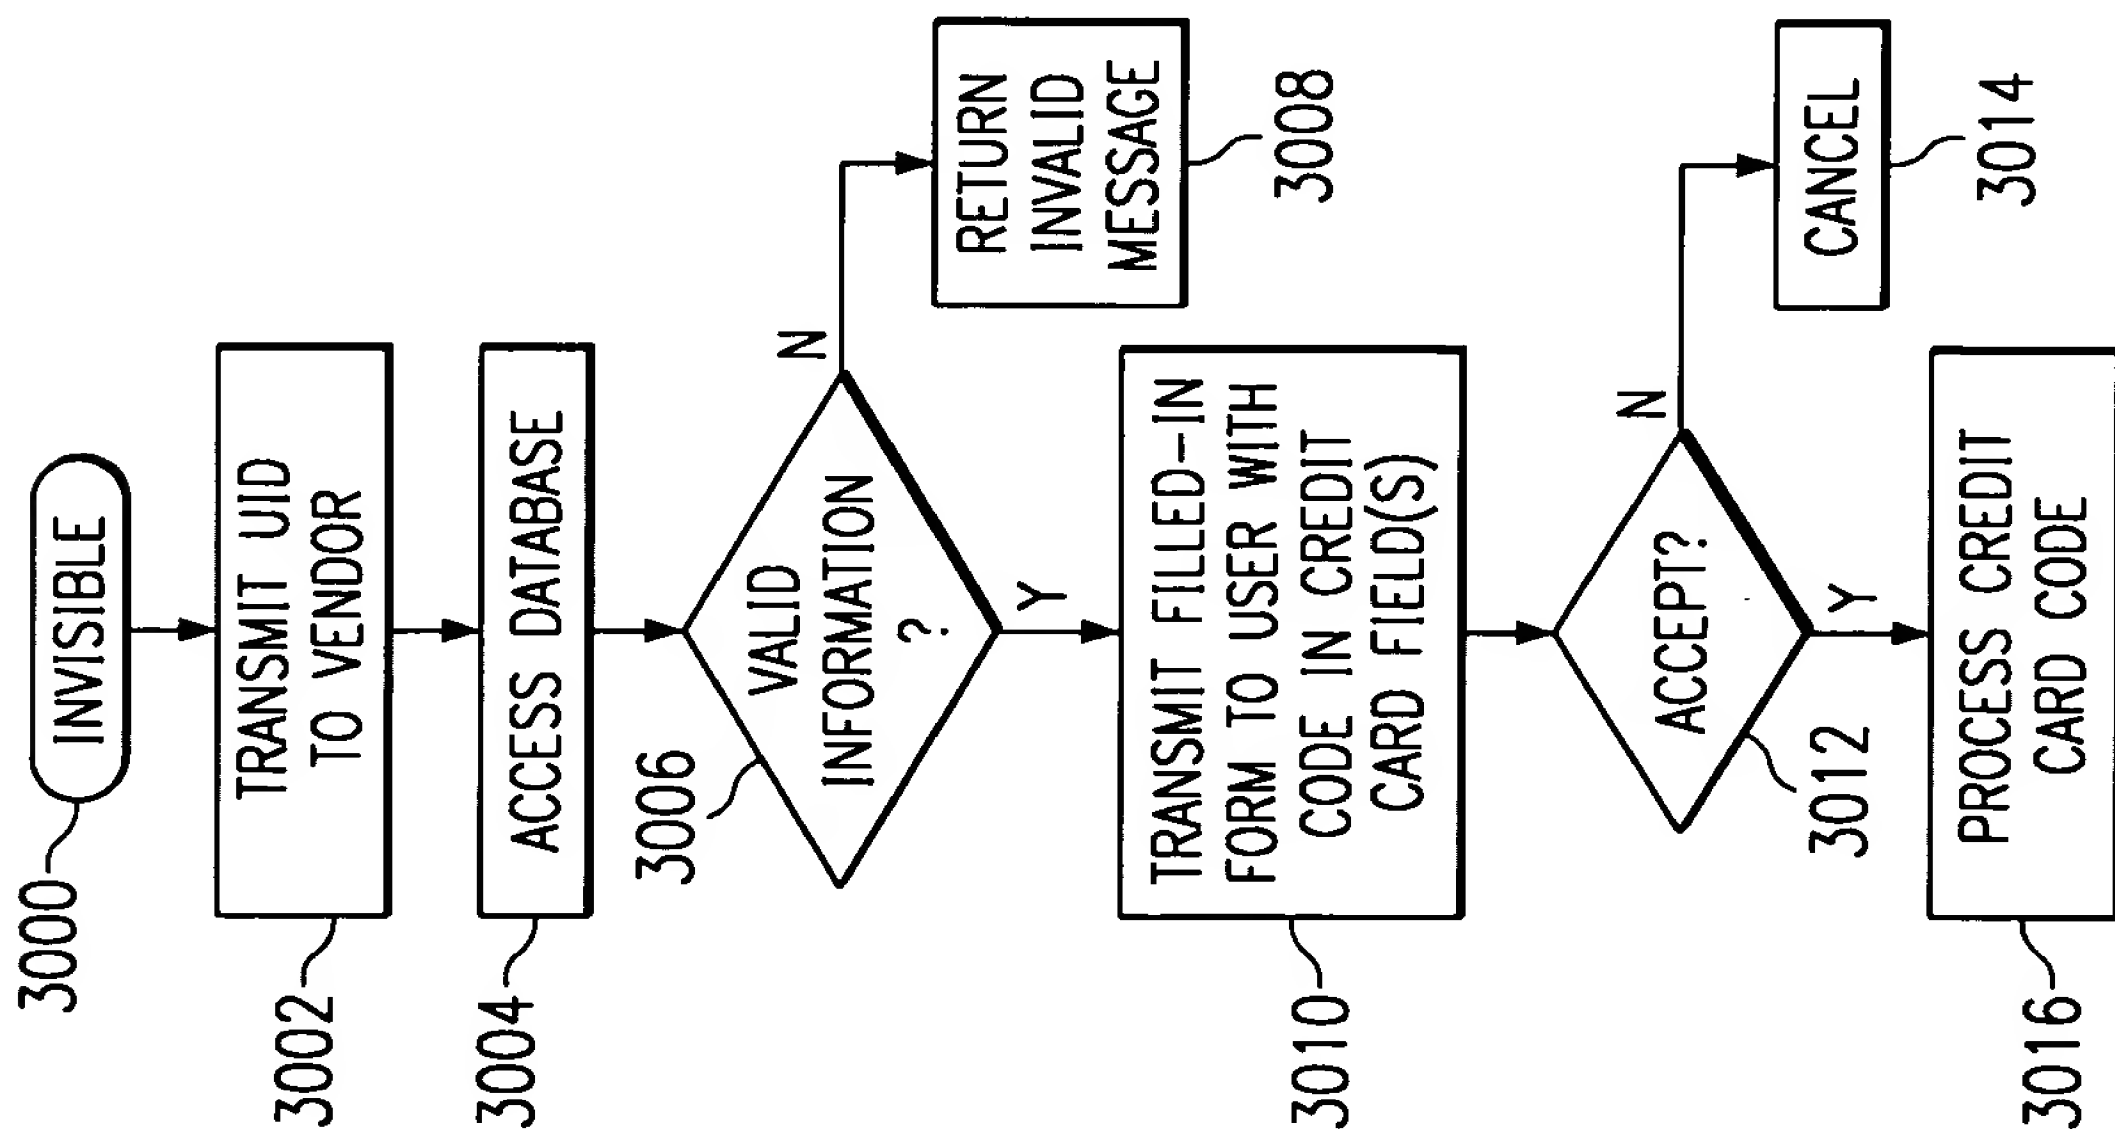 3000
INVISIBLE
3002
TRANSMIT UID
TO VENDOR
3004
ACCESS DATABASE
3006
VALID
INFORMATION
?
N
RETURN
INVALID
MESSAGE
3008
Y
3010
TRANSMIT FILLED-IN
FORM TO USER WITH
CODE IN CREDIT
CARD FIELD(S)
ACCEPT?
3012
N
CANCEL
3014
Y
3016
PROCESS CREDIT
CARD CODE